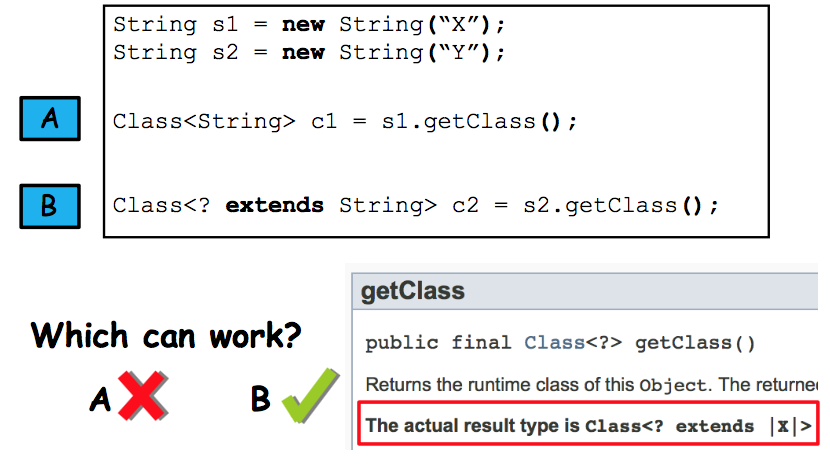 String s1 = new String(“X”);
String s2 = new String(“Y”);
A
Class<String> c1 = s1.getClass();
B
Class<? extends String> c2 = s2.getClass();
Which can work?
A
B
getClass
public final Class<?> getClass()
Returns the runtime class of this Object. The
The actual result type is Class<? extends |X|>